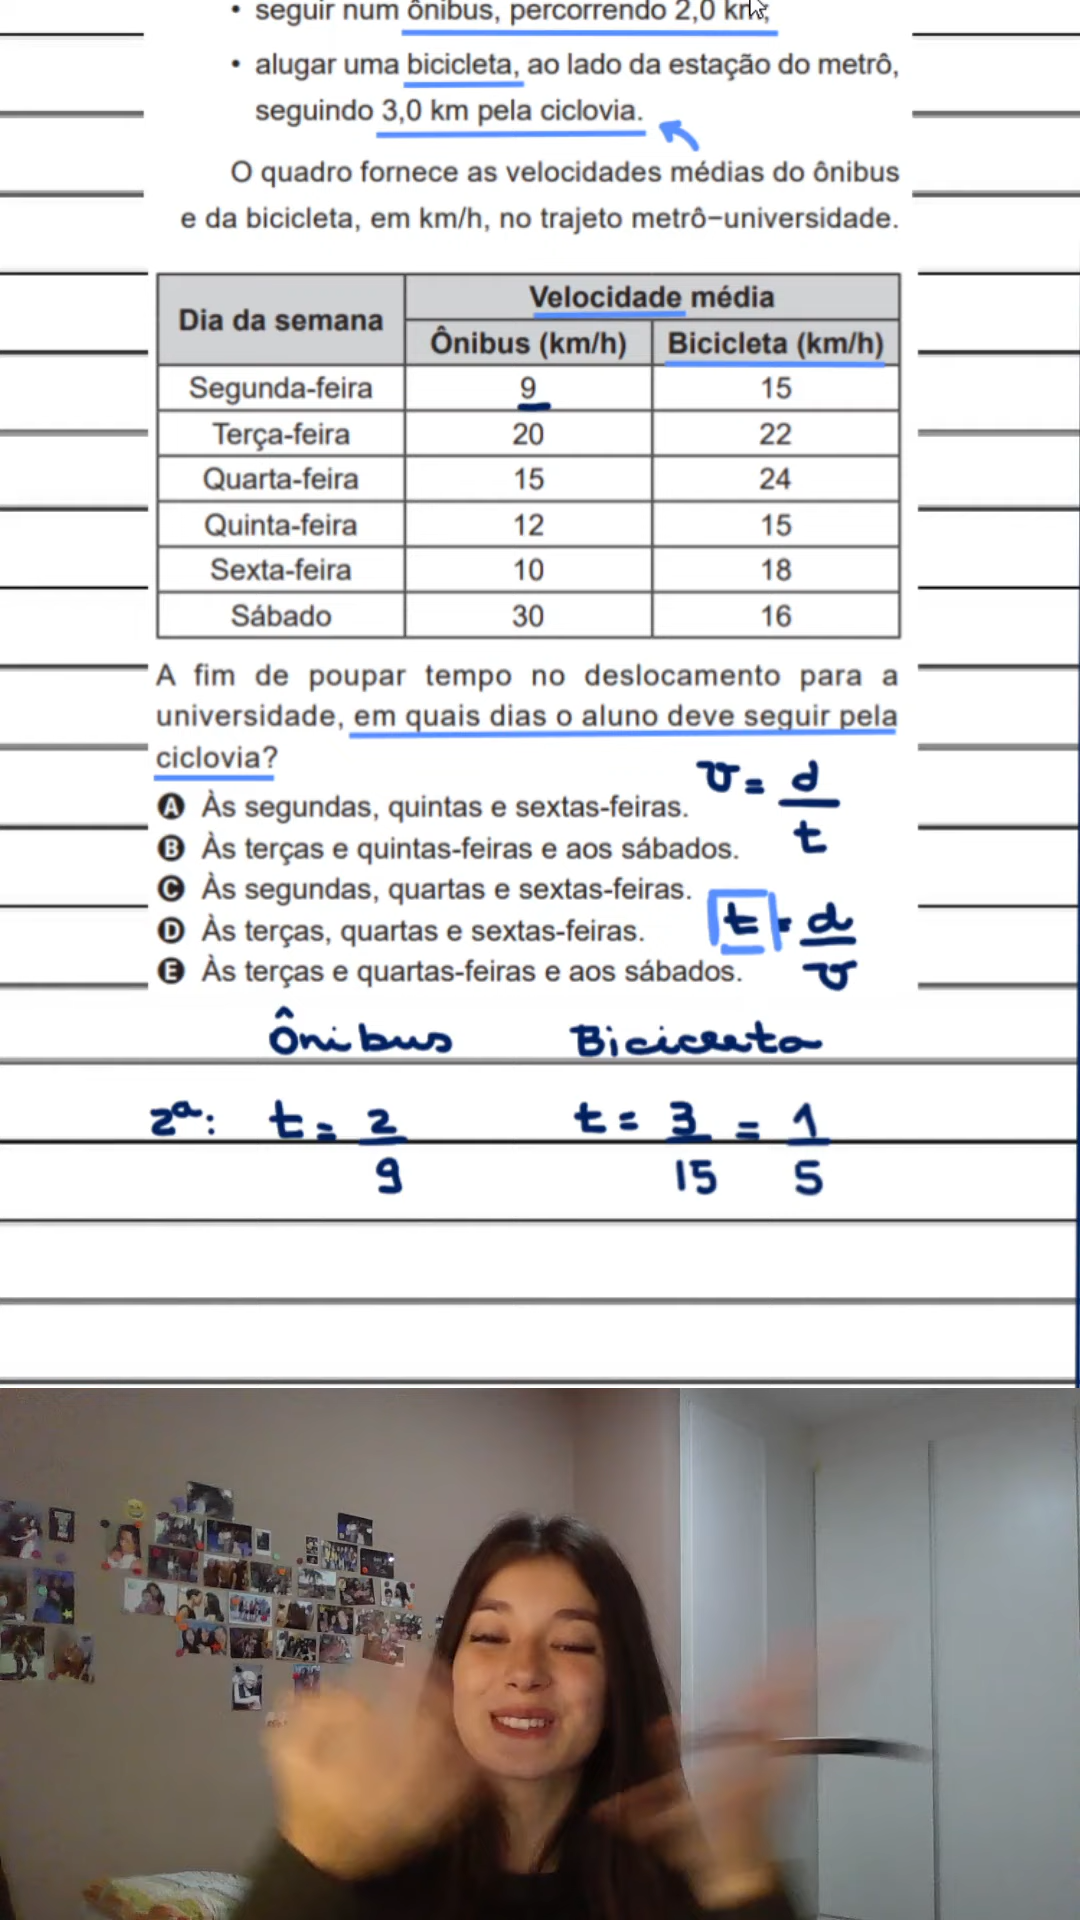 • seguir num ônibus, percorrendo 2,0 km;
• alugar uma bicicleta, ao lado da estação do metrô,
seguindo 3,0 km pela ciclovia.
O quadro fornece as velocidades médias do ônibus
e da bicicleta, em km/h, no trajeto metrô–universidade.
Dia da semana
Velocidade média
Ônibus (km/h) Bicicleta (km/h)
Segunda-feira 9 15
Terça-feira 20 22
Quarta-feira 15 24
Quinta-feira 12 15
Sexta-feira 10 18
Sábado 30 16
A fim de poupar tempo no deslocamento para a
universidade, em quais dias o aluno deve seguir pela
ciclovia?
v = d/t
A Às segundas, quintas e sextas-feiras.
B Às terças e quintas-feiras e aos sábados.
C Às segundas, quartas e sextas-feiras.
D Às terças, quartas e sextas-feiras.
t = d/v
E Às terças e quartas-feiras e aos sábados.
Ônibus Bicicleta
2ª: t = 2/9 t = 3/15 = 1/5